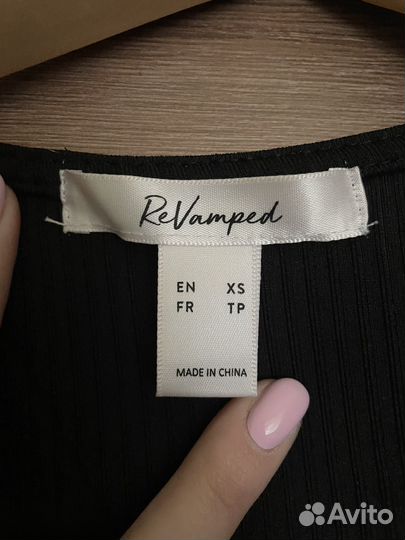 ReVamped
EN XS
FR TP
MADE IN CHINA
Avito